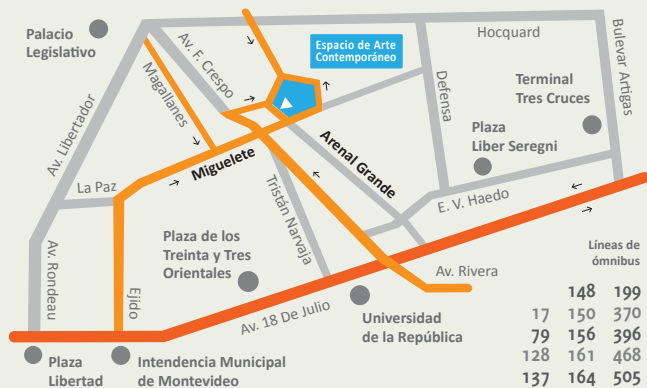 Palacio
Legislativo
Av. F. Crespo
Espacio de Arte
Contemporáneo
Hocquard
Bulevar Artigas
Magallanes
Defensa
Terminal
Tres Cruces
Av. Libertador
Plaza
Liber Seregni
Arenal Grande
Miguelete
La Paz
Tristán Narvaja
E. V. Haedo
Plaza de los
Treinta y Tres
Orientales
Av. Rondeau
Ejido
Av. 18 De Julio
Av. Rivera
Universidad
de la República
Plaza
Libertad
Intendencia Municipal
de Montevideo
Líneas de
ómnibus
148 199
17 150 370
79 156 396
128 161 468
137 164 505